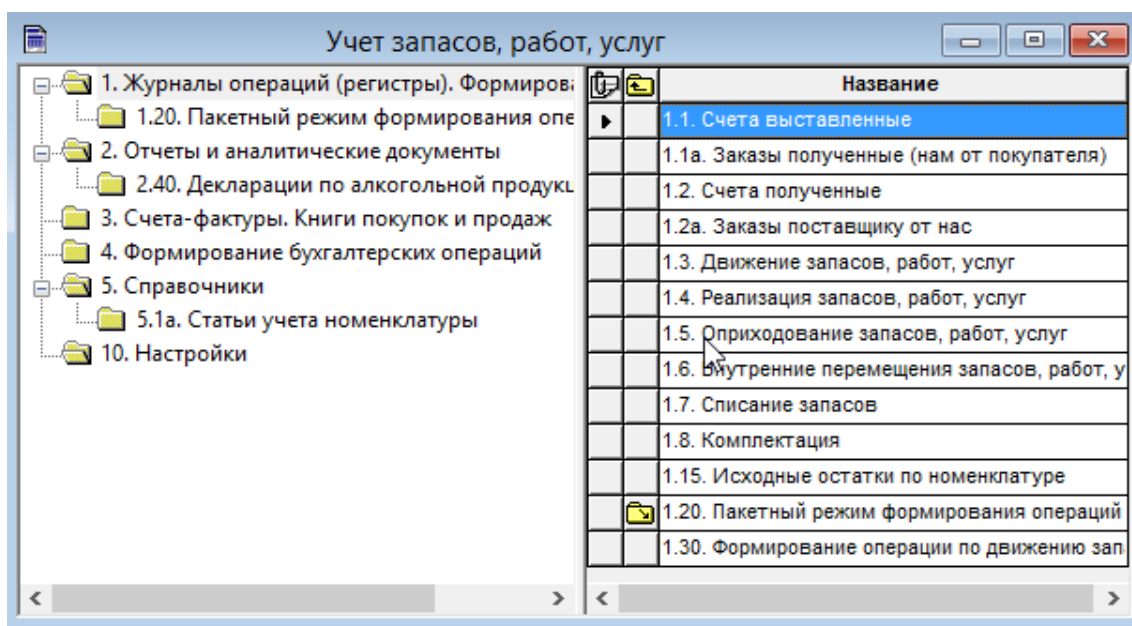 Учет запасов, работ, услуг
1. Журналы операций (регистры). Формирова
1.20. Пакетный режим формирования опе
2. Отчеты и аналитические документы
2.40. Декларации по алкогольной продукц
3. Счета-фактуры. Книги покупок и продаж
4. Формирование бухгалтерских операций
5. Справочники
5.1а. Статьи учета номенклатуры
10. Настройки
Название
1.1. Счета выставленные
1.1а. Заказы полученные (нам от покупателя)
1.2. Счета полученные
1.2а. Заказы поставщику от нас
1.3. Движение запасов, работ, услуг
1.4. Реализация запасов, работ, услуг
1.5. Оприходование запасов, работ, услуг
1.6. Внутренние перемещения запасов, работ, у
1.7. Списание запасов
1.8. Комплектация
1.15. Исходные остатки по номенклатуре
1.20. Пакетный режим формирования операций
1.30. Формирование операции по движению зап